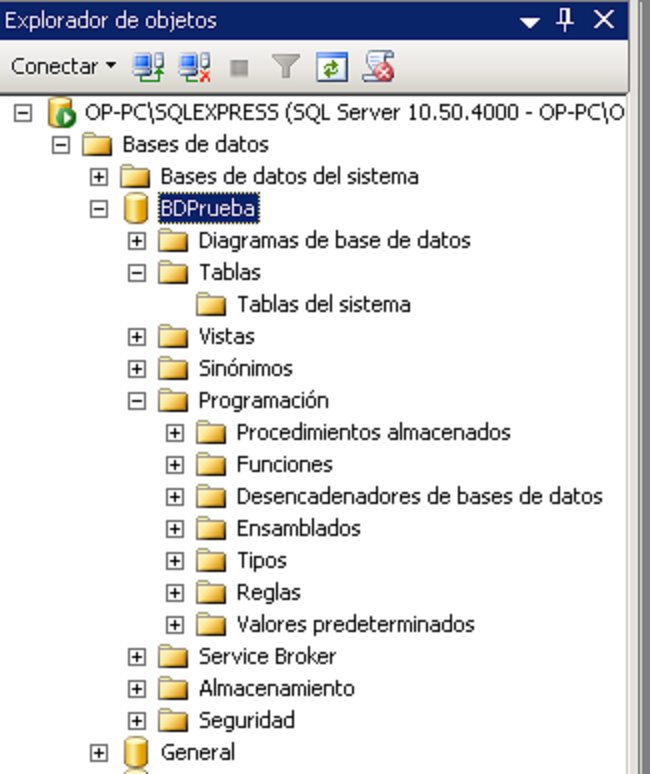 Explorador de objetos
Conectar
OP-PC\SQLEXPRESS (SQL Server 10.50.4000 - OP-PC\O
Bases de datos
Bases de datos del sistema
BDPrueba
Diagramas de base de datos
Tablas
Tablas del sistema
Vistas
Sinónimos
Programación
Procedimientos almacenados
Funciones
Desencadenadores de bases de datos
Ensamblados
Tipos
Reglas
Valores predeterminados
Service Broker
Almacenamiento
Seguridad
General